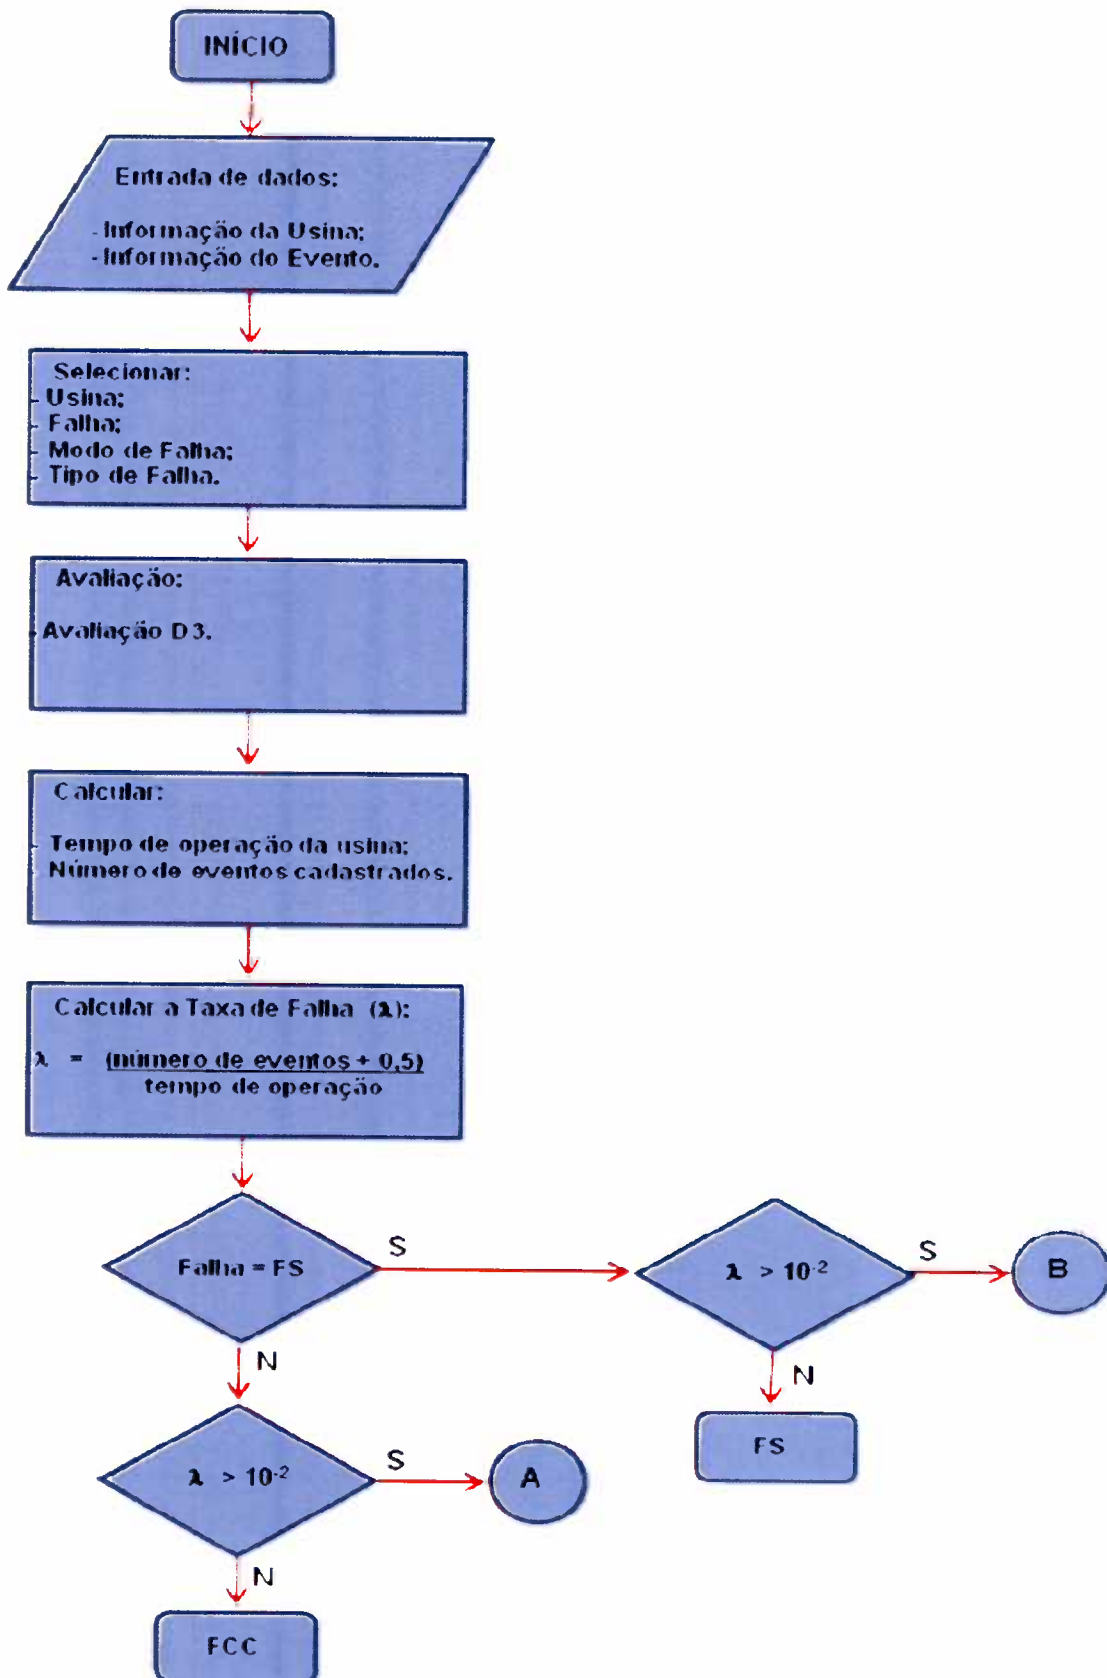 INÍCIO
Entrada de dados:
- Informação da Usina;
- Informação do Evento.
Selecionar:
- Usina;
- Falha;
- Modo de Falha;
- Tipo de Falha.
Avaliação:
- Avaliação D3.
Calcular:
- Tempo de operação da usina;
Número de eventos cadastrados.
Calcular a Taxa de Falha (λ):
λ = (número de eventos + 0,5)
tempo de operação
Falha = FS
S
λ > 10⁻²
S
B
N
N
FS
λ > 10⁻²
S
A
N
FCC